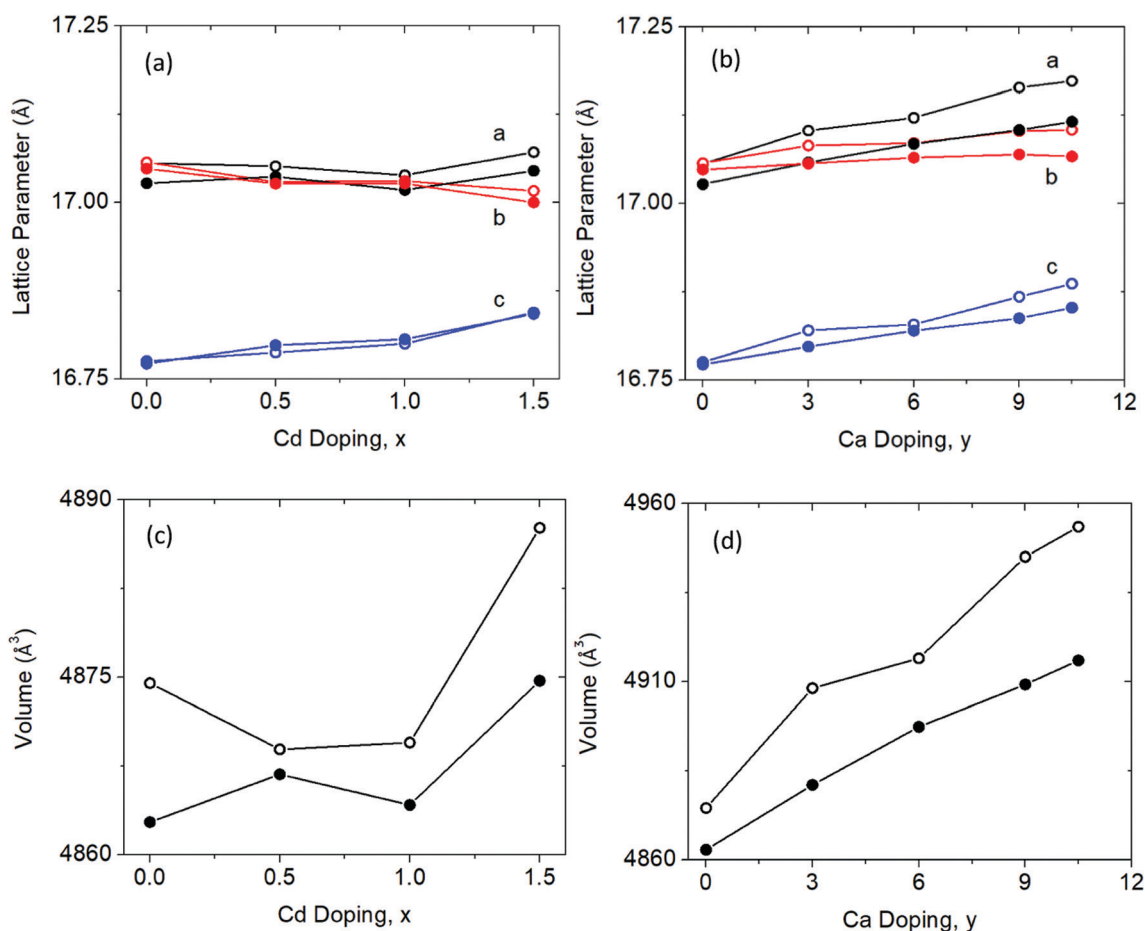 (a)
Lattice Parameter (Å)
17.25
17.00
16.75
a
b
c
0.0 0.5 1.0 1.5
Cd Doping, x
(b)
Lattice Parameter (Å)
17.25
17.00
16.75
a
b
c
0 3 6 9 12
Ca Doping, y
(c)
Volume (Å³)
4890
4875
4860
0.0 0.5 1.0 1.5
Cd Doping, x
(d)
Volume (Å³)
4960
4910
4860
0 3 6 9 12
Ca Doping, y